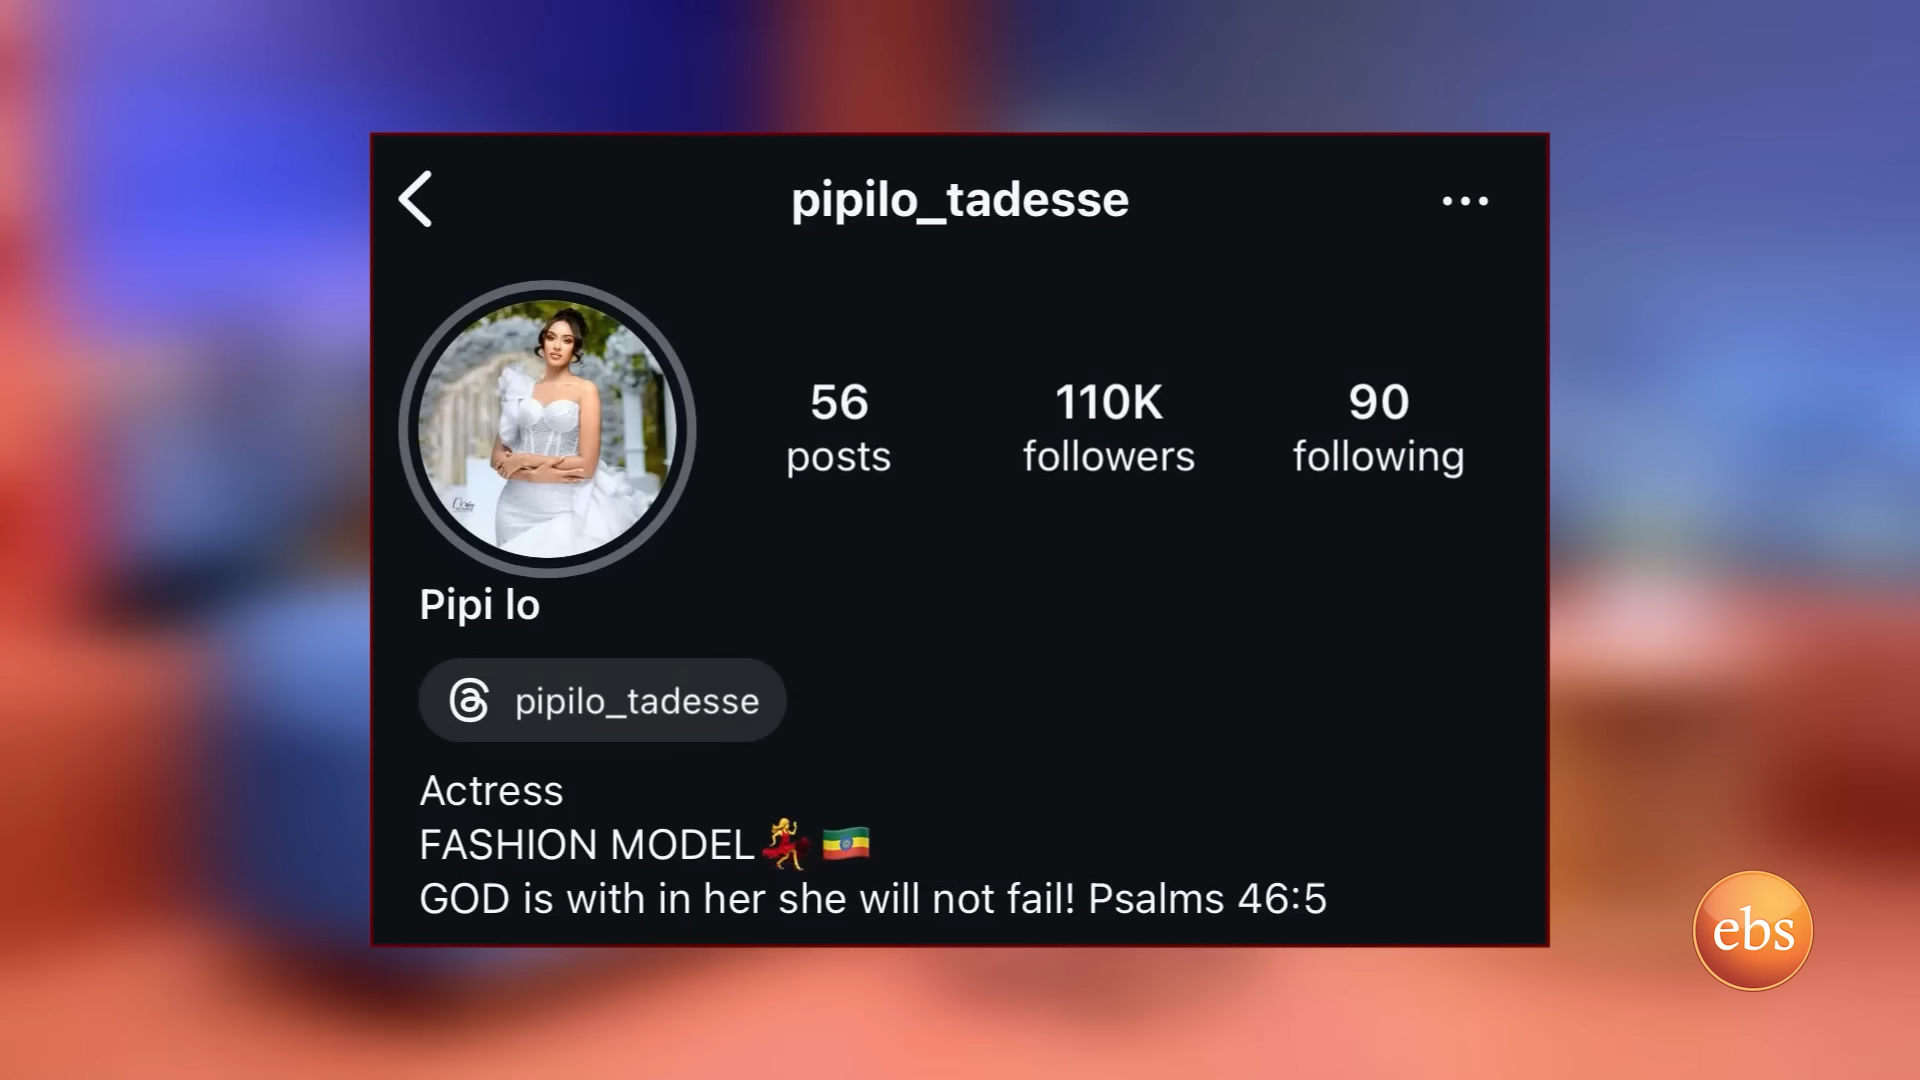 pipilo_tadesse
56
posts
110K
followers
90
following
Pipi lo
pipilo_tadesse
Actress
FASHION MODEL💃🇪🇹
GOD is with in her she will not fail! Psalms 46:5
ebs